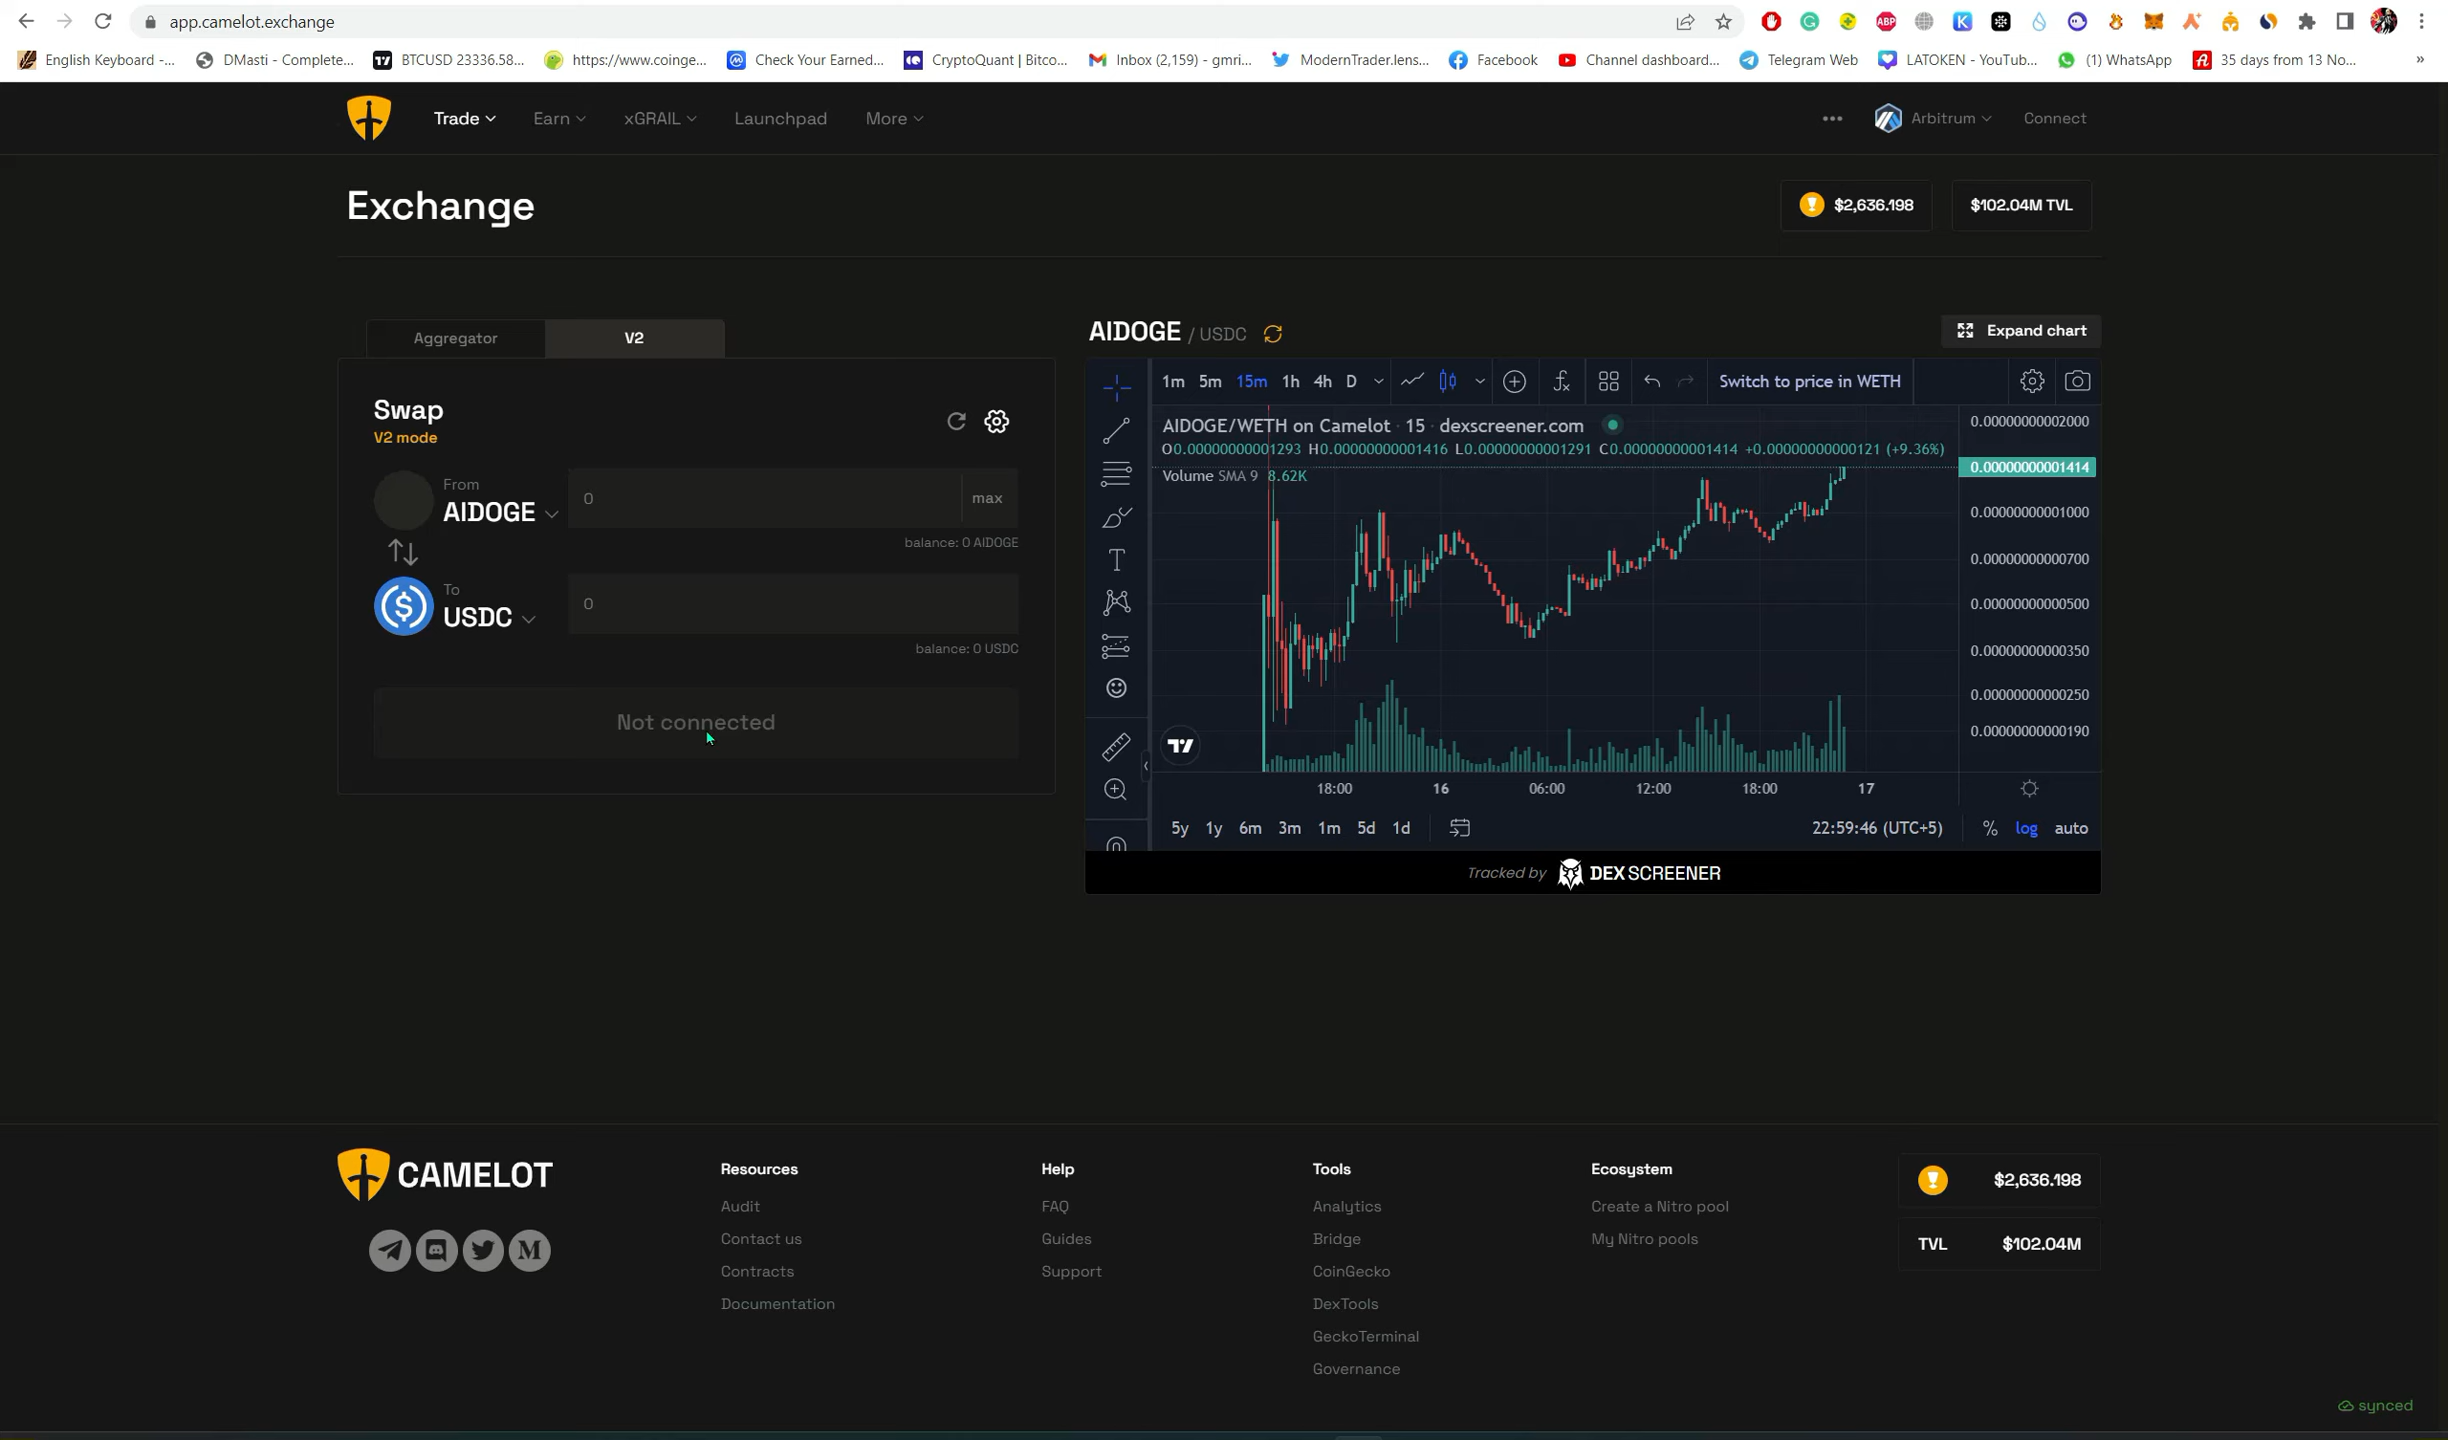 app.camelot.exchange
English Keyboard -...
DMasti - Complete...
BTCUSD 23336.58...
https://www.coinge...
Check Your Earned...
CryptoQuant | Bitco...
Inbox (2,159) - gmri...
ModernTrader.lens...
Facebook
Channel dashboard...
Telegram Web
LATOKEN - YouTub...
(1) WhatsApp
35 days from 13 No...
»
Trade
Earn
xGRAIL
Launchpad
More
Arbitrum
Connect
Exchange
$2,636.198
$102.04M TVL
Aggregator
V2
Swap
V2 mode
From
AIDOGE
0
max
balance: 0 AIDOGE
To
USDC
0
balance: 0 USDC
Not connected
AIDOGE / USDC
Expand chart
1m 5m 15m 1h 4h D
Switch to price in WETH
AIDOGE/WETH on Camelot · 15 · dexscreener.com
O0.00000000001293 H0.00000000001416 L0.00000000001291 C0.00000000001414 +0.00000000000121 (+9.36%)
Volume SMA 9 8.62K
0.00000000002000
0.00000000001414
0.00000000001000
0.00000000000700
0.00000000000500
0.00000000000350
0.00000000000250
0.00000000000190
18:00 16 06:00 12:00 18:00 17
5y 1y 6m 3m 1m 5d 1d
22:59:46 (UTC+5)
% log auto
Tracked by DEX SCREENER
CAMELOT
Resources
Audit
Contact us
Contracts
Documentation
Help
FAQ
Guides
Support
Tools
Analytics
Bridge
CoinGecko
DexTools
GeckoTerminal
Governance
Ecosystem
Create a Nitro pool
My Nitro pools
$2,636.198
TVL $102.04M
synced